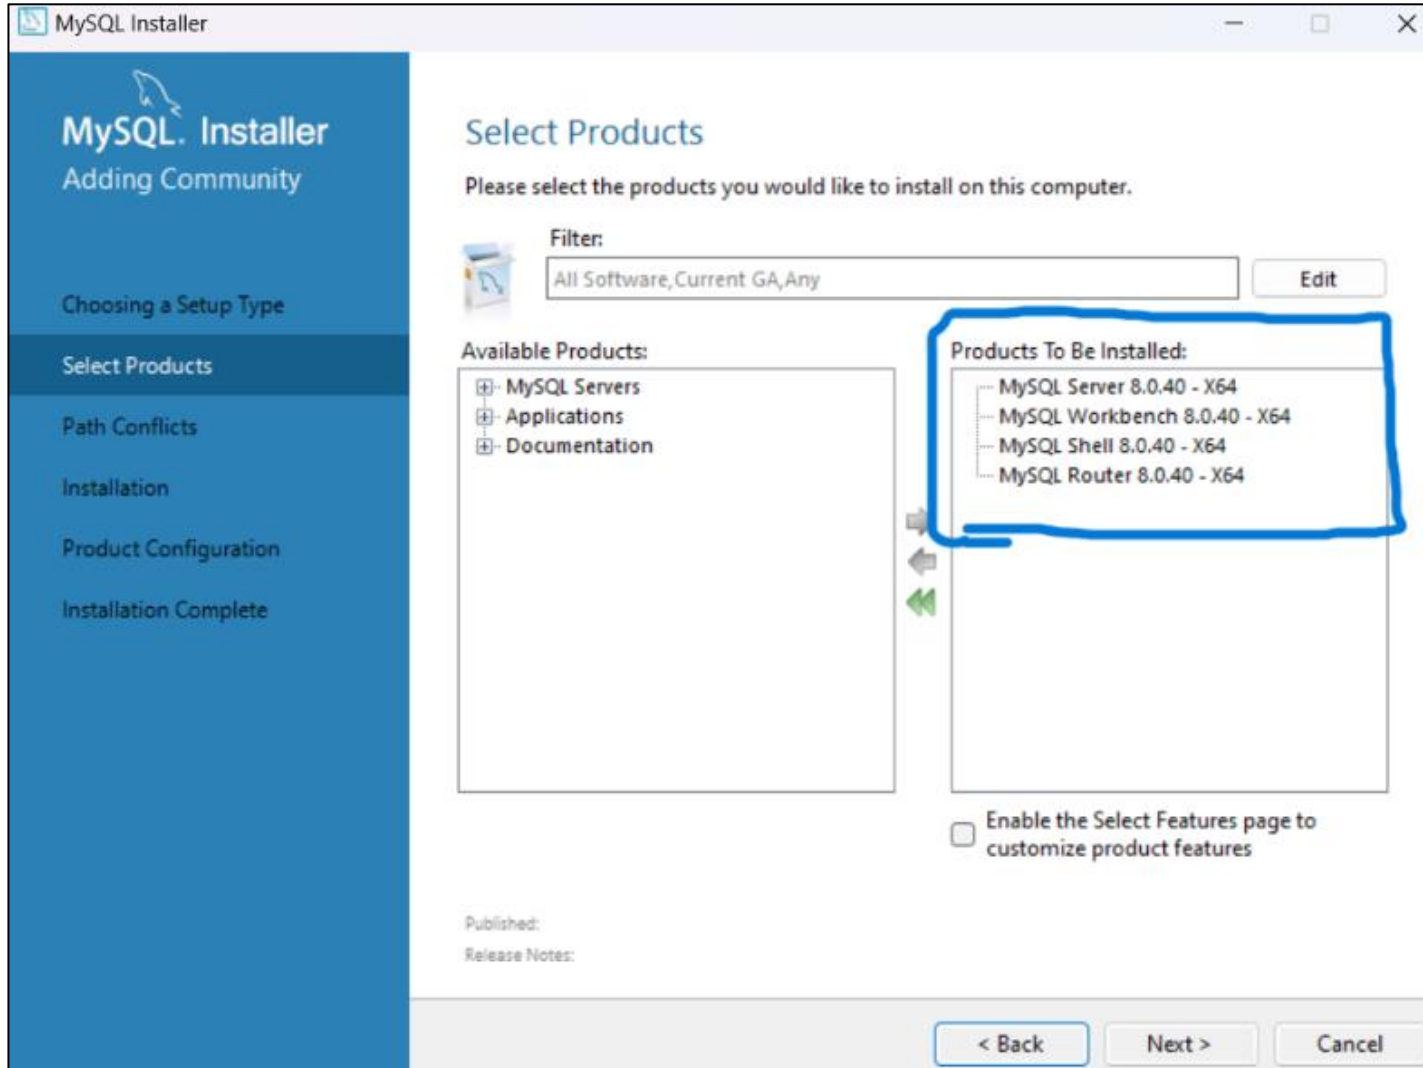 MySQL Installer
MySQL. Installer
Adding Community
Choosing a Setup Type
Select Products
Path Conflicts
Installation
Product Configuration
Installation Complete
Select Products
Please select the products you would like to install on this computer.
Filter:
All Software,Current GA,Any
Edit
Available Products:
MySQL Servers
Applications
Documentation
Products To Be Installed:
MySQL Server 8.0.40 - X64
MySQL Workbench 8.0.40 - X64
MySQL Shell 8.0.40 - X64
MySQL Router 8.0.40 - X64
Enable the Select Features page to
customize product features
Published:
Release Notes:
< Back
Next >
Cancel